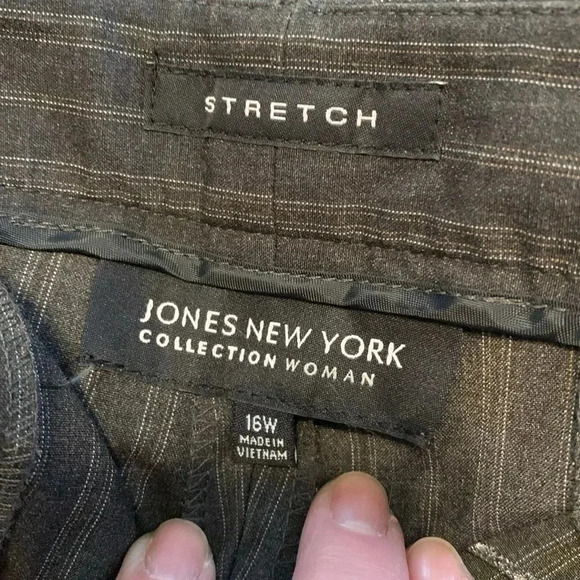 STRETCH
JONES NEW YORK
COLLECTION WOMAN
16W
MADE IN
VIETNAM